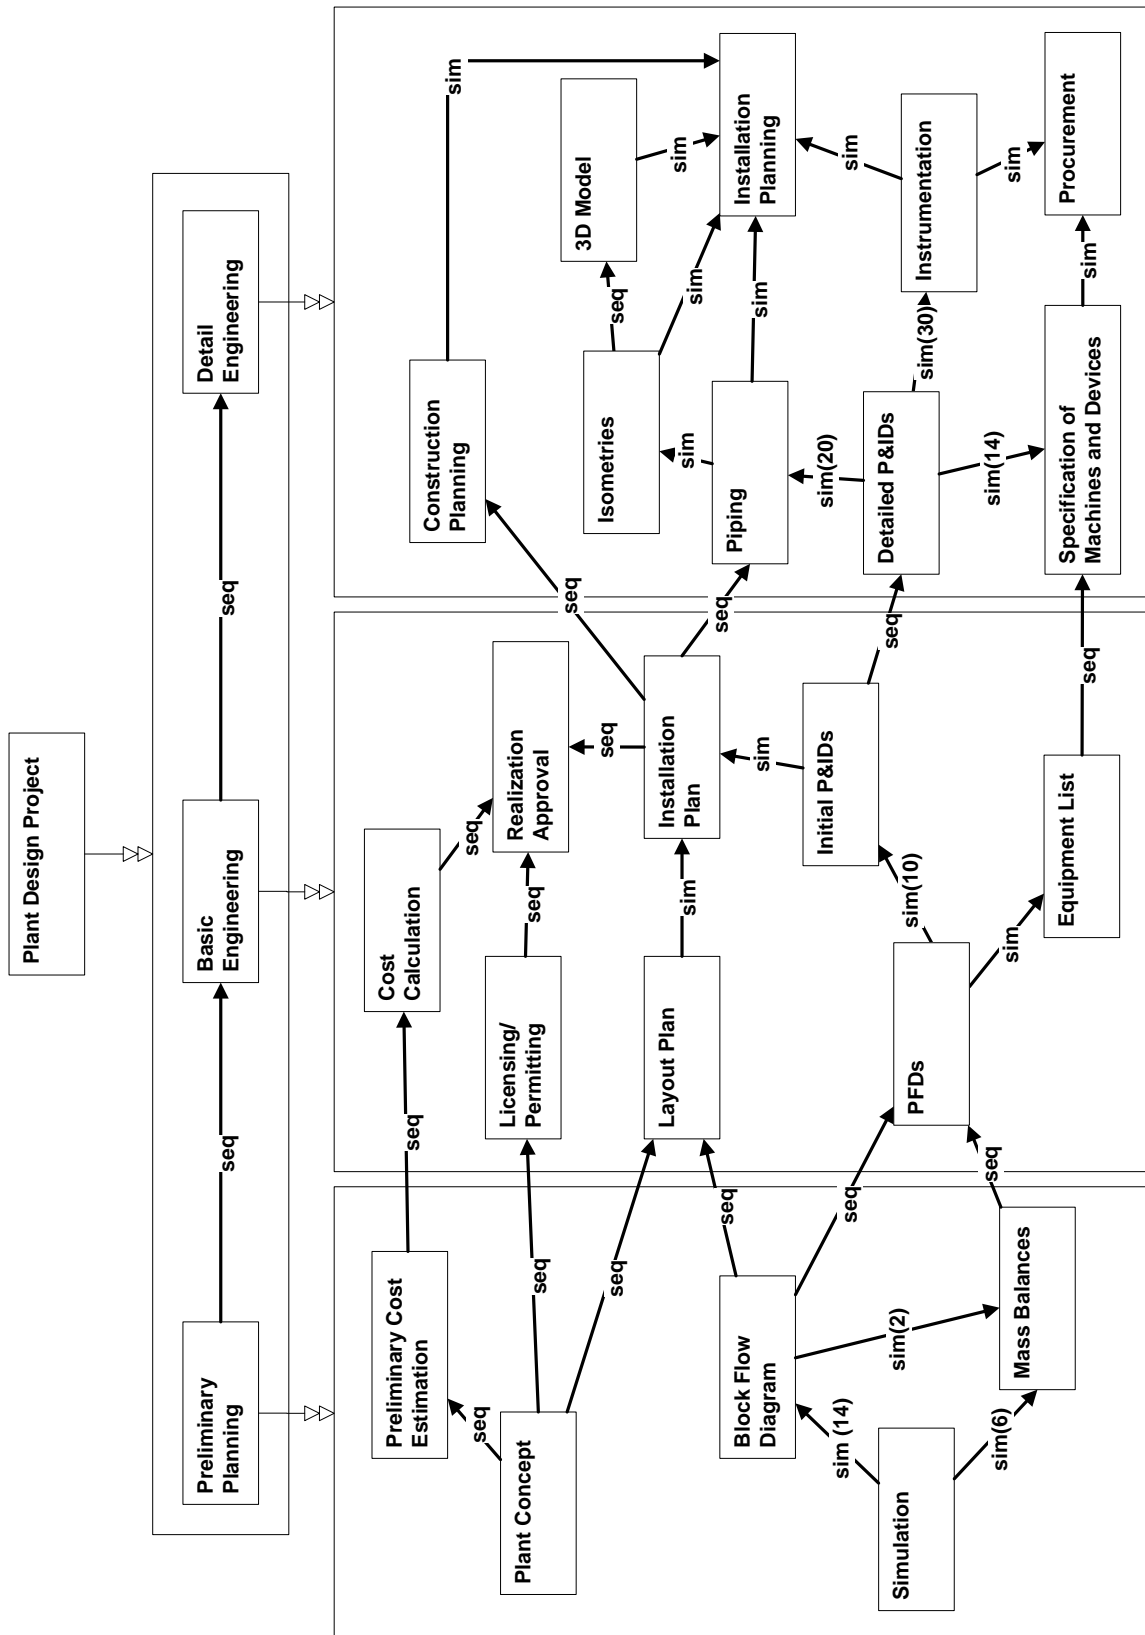 Plant Design Project
Preliminary
Planning
seq
Basic
Engineering
seq
Detail
Engineering
Preliminary Cost
Estimation
seq
Cost
Calculation
seq
Construction
Planning
sim
seq
Plant Concept
seq
Licensing/
Permitting
seq
Realization
Approval
seq
seq
3D Model
sim
seq
Isometries
sim
sim
seq
Layout Plan
sim
Installation
Plan
seq
Piping
sim
Installation
Planning
seq
Block Flow
Diagram
seq
sim
sim(20)
sim
sim (14)
sim(2)
sim(10)
Initial P&IDs
seq
Detailed P&IDs
sim(30)
Instrumentation
Simulation
sim(6)
seq
PFDs
sim
sim(14)
sim
Mass Balances
Equipment List
seq
Specification of
Machines and Devices
sim
Procurement